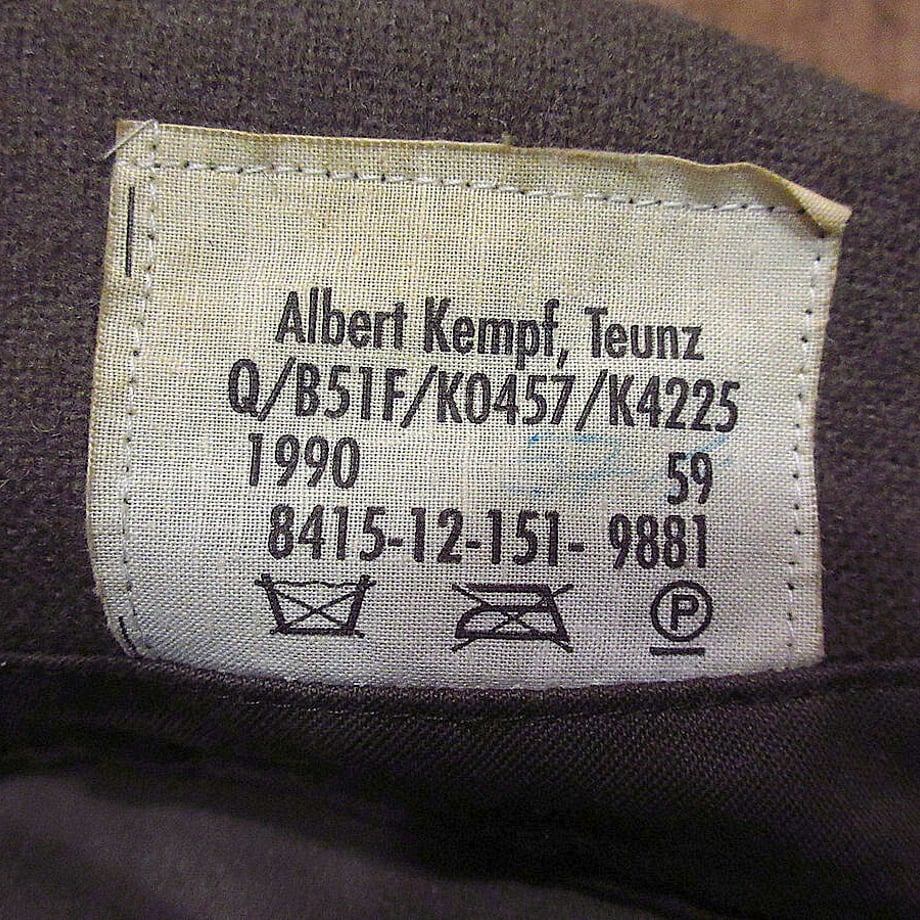 Albert Kempf, Teunz
Q/B51F/K0457/K4225
1990 59
8415-12-151- 9881
P